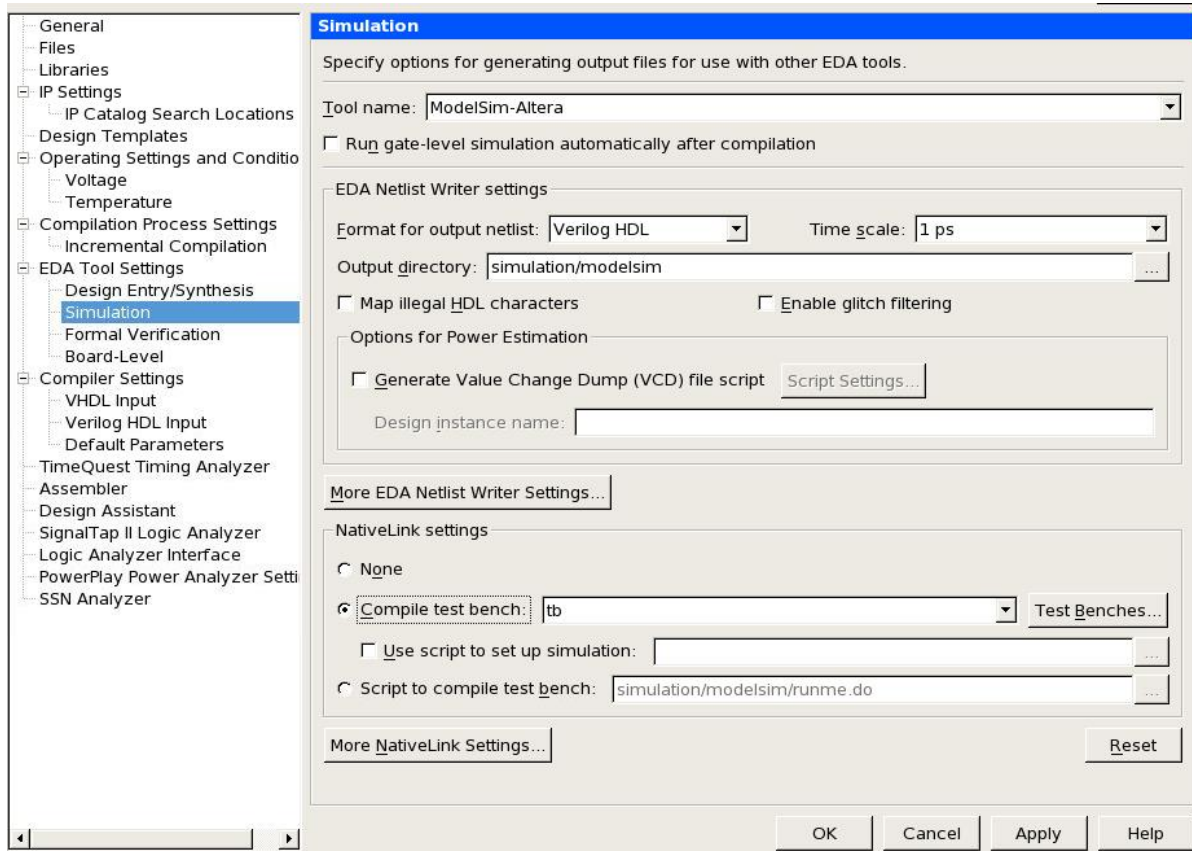 General
Files
Libraries
IP Settings
IP Catalog Search Locations
Design Templates
Operating Settings and Conditio
Voltage
Temperature
Compilation Process Settings
Incremental Compilation
EDA Tool Settings
Design Entry/Synthesis
Simulation
Formal Verification
Board-Level
Compiler Settings
VHDL Input
Verilog HDL Input
Default Parameters
TimeQuest Timing Analyzer
Assembler
Design Assistant
SignalTap II Logic Analyzer
Logic Analyzer Interface
PowerPlay Power Analyzer Setti
SSN Analyzer
Simulation
Specify options for generating output files for use with other EDA tools.
Tool name: ModelSim-Altera
Run gate-level simulation automatically after compilation
EDA Netlist Writer settings
Format for output netlist: Verilog HDL Time scale: 1 ps
Output directory: simulation/modelsim ...
Map illegal HDL characters Enable glitch filtering
Options for Power Estimation
Generate Value Change Dump (VCD) file script Script Settings...
Design instance name:
More EDA Netlist Writer Settings...
NativeLink settings
None
Compile test bench: tb Test Benches...
Use script to set up simulation: ...
Script to compile test bench: simulation/modelsim/runme.do ...
More NativeLink Settings... Reset
OK Cancel Apply Help